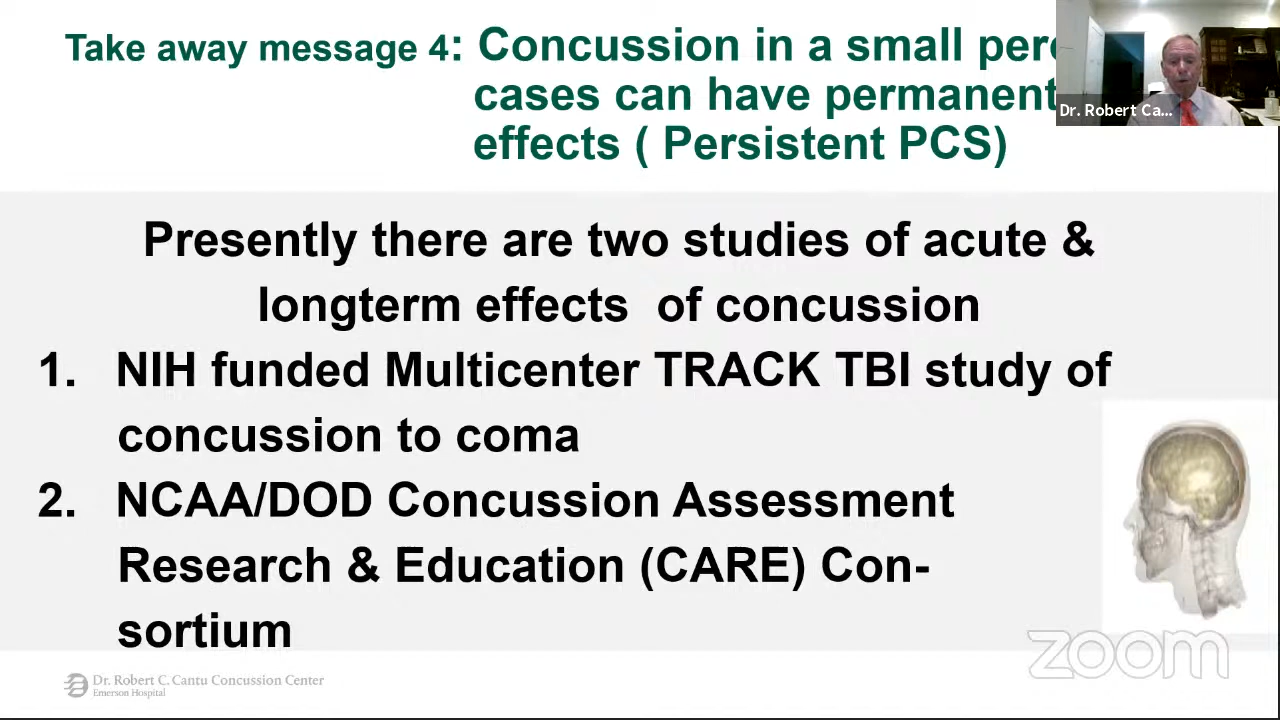 Take away message 4: Concussion in a small
cases can have permanent
effects ( Persistent PCS)
Dr. Robert Ca...
Presently there are two studies of acute &
longterm effects of concussion
1. NIH funded Multicenter TRACK TBI study of
concussion to coma
2. NCAA/DOD Concussion Assessment
Research & Education (CARE) Con-
sortium
zoom
Dr. Robert C. Cantu Concussion Center
Emerson Hospital